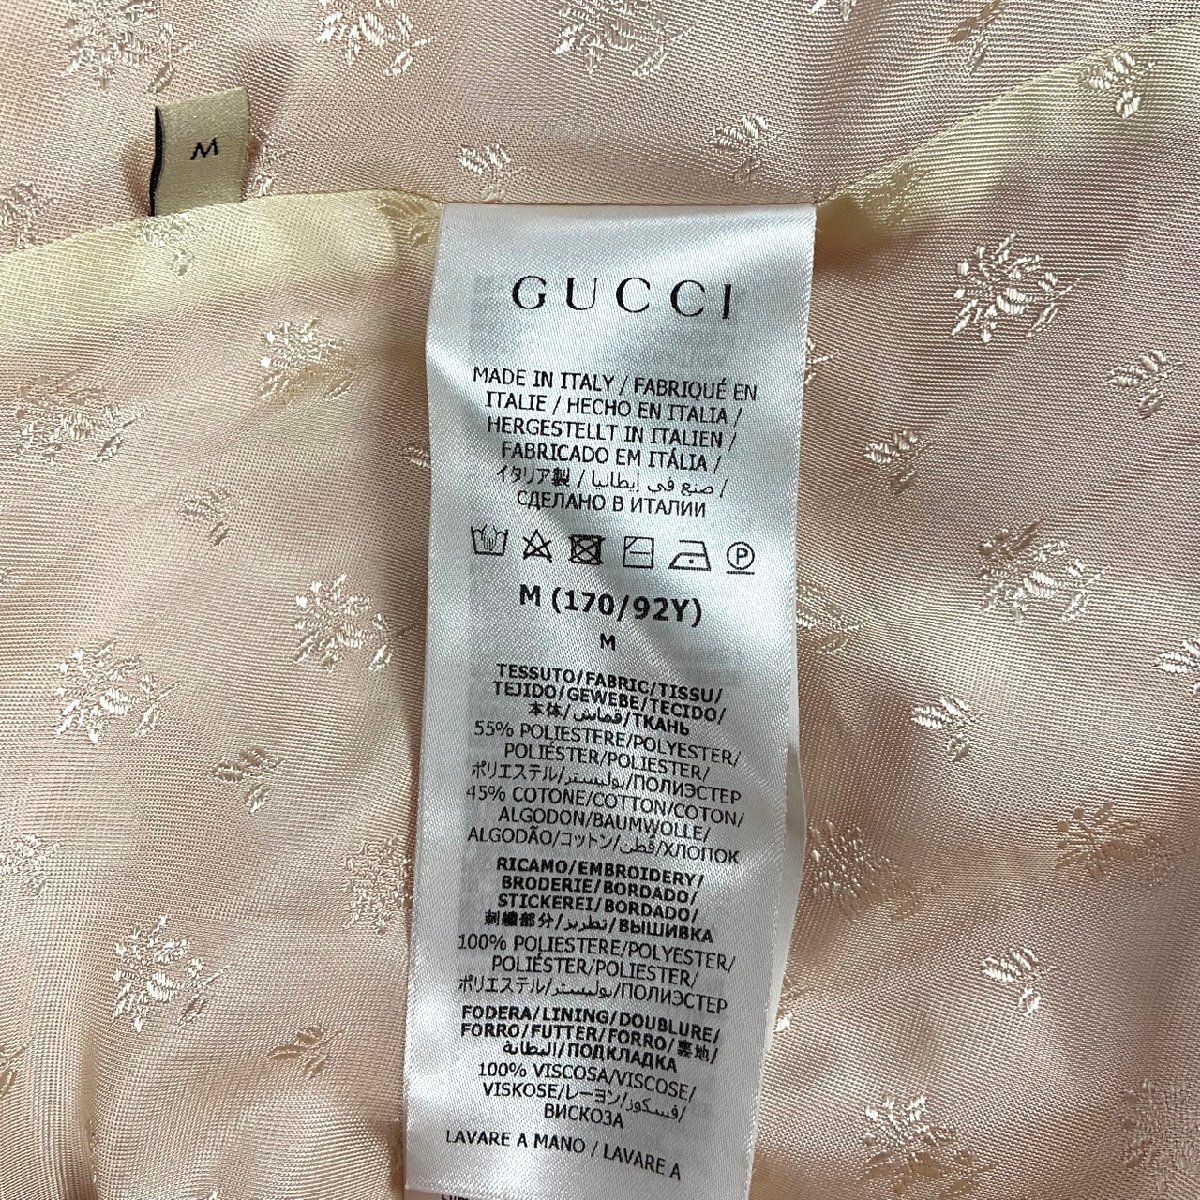 M
GUCCI
MADE IN ITALY / FABRIQUÉ EN
ITALIE / HECHO EN ITALIA /
HERGESTELLT IN ITALIEN /
FABRICADO EM ITÁLIA /
イタリア製 / صنع في إيطاليا /
СДЕЛАНО В ИТАЛИИ
P
M (170/92Y)
M
TESSUTO/FABRIC/TISSU/
TEJIDO/GEWEBE/TECIDO/
本体/قماش/ТКАНЬ
55% POLIESTERE/POLYESTER/
POLIÉSTER/POLIESTER/
ポリエステル/بوليستر/ПОЛИЭСТЕР
45% COTONE/COTTON/COTON/
ALGODON/BAUMWOLLE/
ALGODÃO/コットン/قطن/ХЛОПОК
RICAMO/EMBROIDERY/
BRODERIE/BORDADO/
STICKEREI/BORDADO/
刺繍部分/تطريز/ВЫШИВКА
100% POLIESTERE/POLYESTER/
POLIÉSTER/POLIESTER/
ポリエステル/بوليستر/ПОЛИЭСТЕР
FODERA/LINING/DOUBLURE/
FORRO/FUTTER/FORRO/裏地/
البطانة/ПОДКЛАДКА
100% VISCOSA/VISCOSE/
VISKOSE/レーヨン/فسكوز/
ВИСКОЗА
LAVARE A MANO / LAVARE A